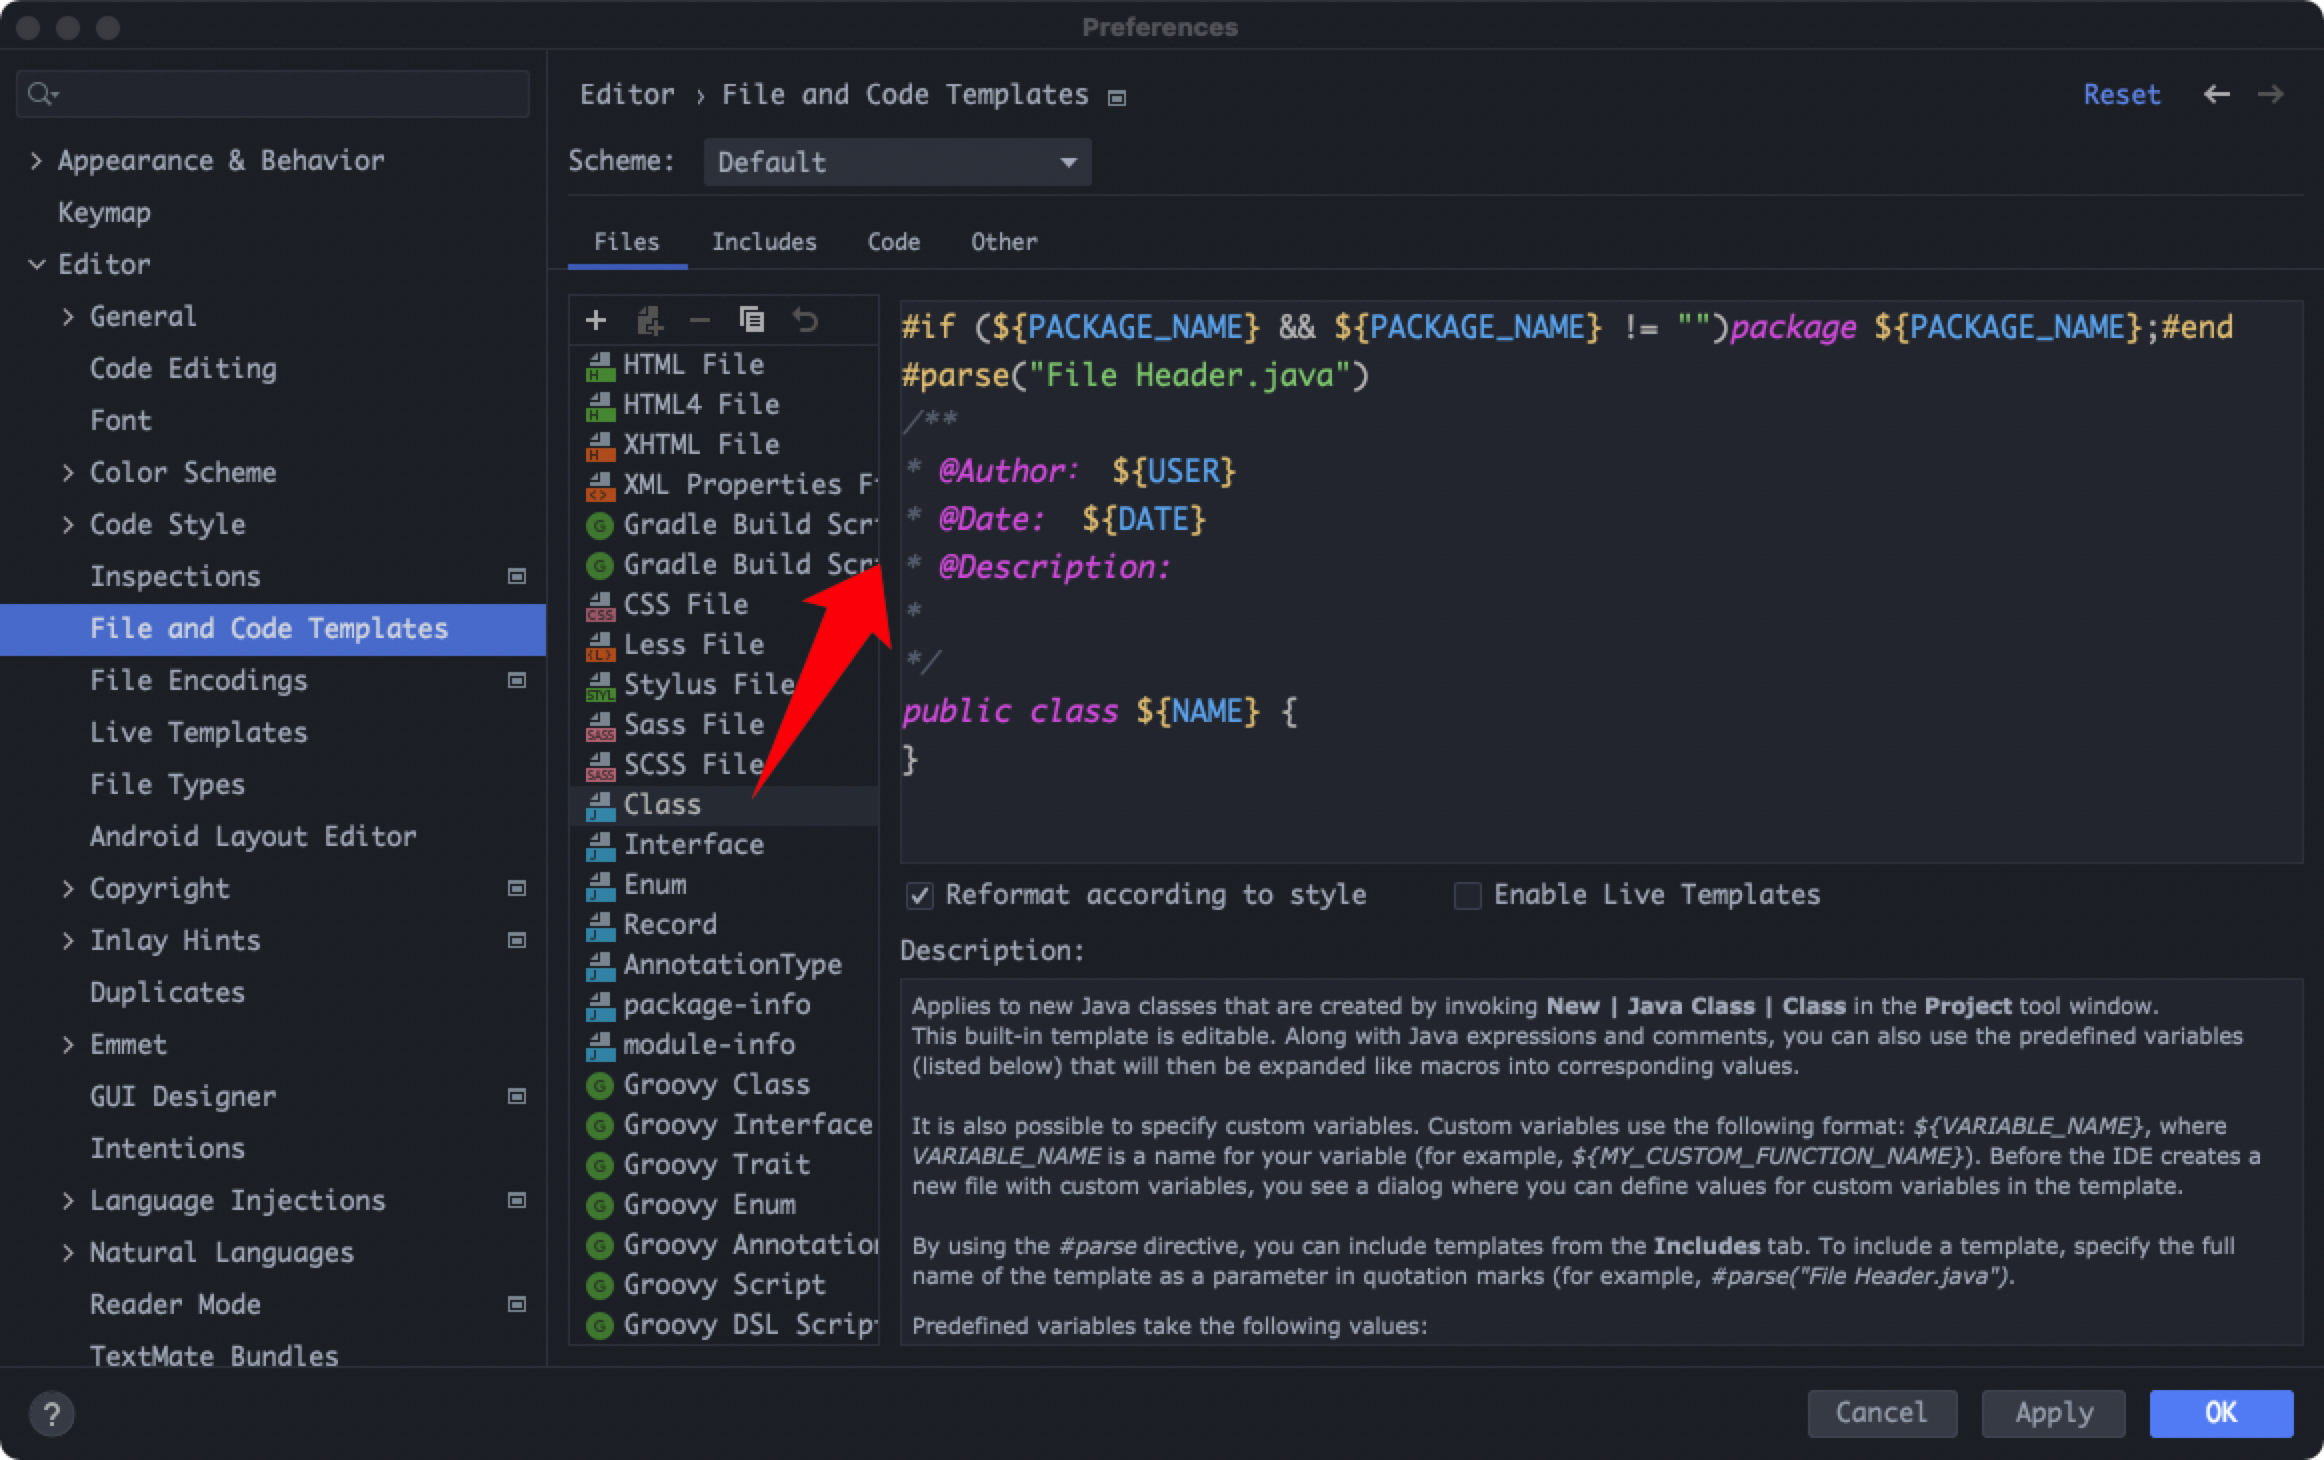 Preferences
Appearance & Behavior
Keymap
Editor
General
Code Editing
Font
Color Scheme
Code Style
Inspections
File and Code Templates
File Encodings
Live Templates
File Types
Android Layout Editor
Copyright
Inlay Hints
Duplicates
Emmet
GUI Designer
Intentions
Language Injections
Natural Languages
Reader Mode
TextMate Bundles
Editor › File and Code Templates
Reset
Scheme: Default
Files Includes Code Other
HTML File
HTML4 File
XHTML File
XML Properties Fi
Gradle Build Scri
Gradle Build Scri
CSS File
Less File
Stylus File
Sass File
SCSS File
Class
Interface
Enum
Record
AnnotationType
package-info
module-info
Groovy Class
Groovy Interface
Groovy Trait
Groovy Enum
Groovy Annotation
Groovy Script
Groovy DSL Script
#if (${PACKAGE_NAME} && ${PACKAGE_NAME} != "")package ${PACKAGE_NAME};#end
#parse("File Header.java")
/**
* @Author: ${USER}
* @Date: ${DATE}
* @Description:
*
*/
public class ${NAME} {
}
Reformat according to style Enable Live Templates
Description:
Applies to new Java classes that are created by invoking New | Java Class | Class in the Project tool window.
This built-in template is editable. Along with Java expressions and comments, you can also use the predefined variables
(listed below) that will then be expanded like macros into corresponding values.
It is also possible to specify custom variables. Custom variables use the following format: ${VARIABLE_NAME}, where
VARIABLE_NAME is a name for your variable (for example, ${MY_CUSTOM_FUNCTION_NAME}). Before the IDE creates a
new file with custom variables, you see a dialog where you can define values for custom variables in the template.
By using the #parse directive, you can include templates from the Includes tab. To include a template, specify the full
name of the template as a parameter in quotation marks (for example, #parse("File Header.java").
Predefined variables take the following values:
?
Cancel Apply OK